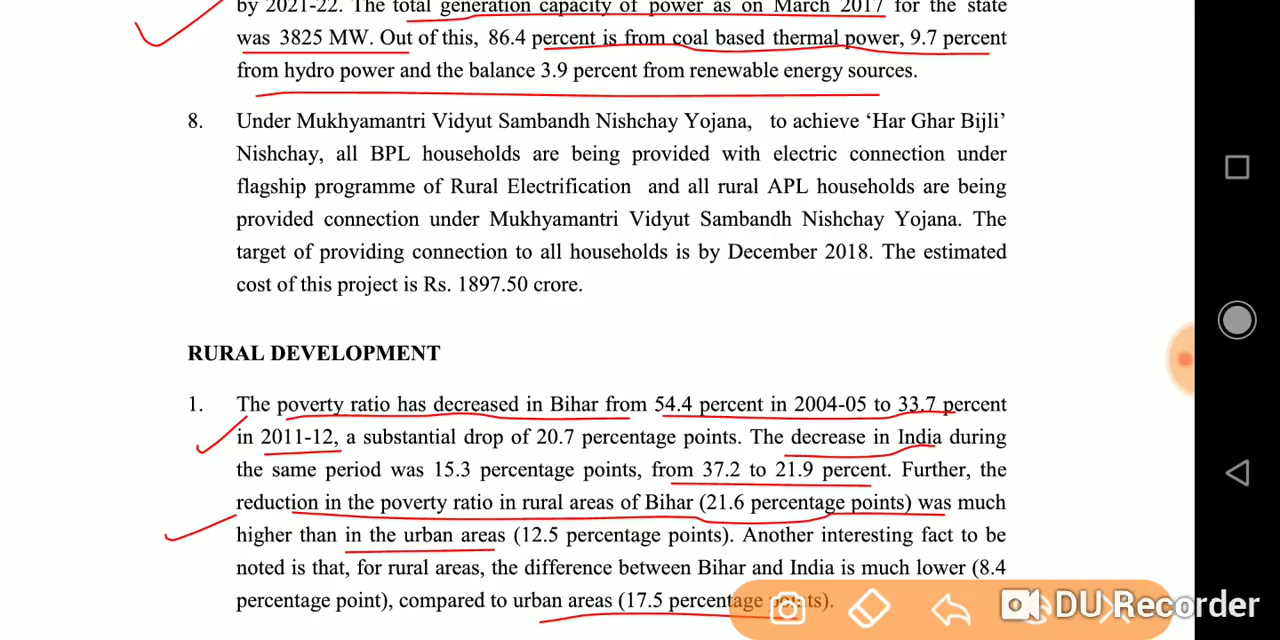 by 2021-22. The total generation capacity of power as on March 2017 for the state
was 3825 MW. Out of this, 86.4 percent is from coal based thermal power, 9.7 percent
from hydro power and the balance 3.9 percent from renewable energy sources.
8. Under Mukhyamantri Vidyut Sambandh Nishchay Yojana, to achieve ‘Har Ghar Bijli’
Nishchay, all BPL households are being provided with electric connection under
flagship programme of Rural Electrification and all rural APL households are being
provided connection under Mukhyamantri Vidyut Sambandh Nishchay Yojana. The
target of providing connection to all households is by December 2018. The estimated
cost of this project is Rs. 1897.50 crore.
RURAL DEVELOPMENT
1. The poverty ratio has decreased in Bihar from 54.4 percent in 2004-05 to 33.7 percent
in 2011-12, a substantial drop of 20.7 percentage points. The decrease in India during
the same period was 15.3 percentage points, from 37.2 to 21.9 percent. Further, the
reduction in the poverty ratio in rural areas of Bihar (21.6 percentage points) was much
higher than in the urban areas (12.5 percentage points). Another interesting fact to be
noted is that, for rural areas, the difference between Bihar and India is much lower (8.4
percentage point), compared to urban areas (17.5 percentage points).
DU Recorder